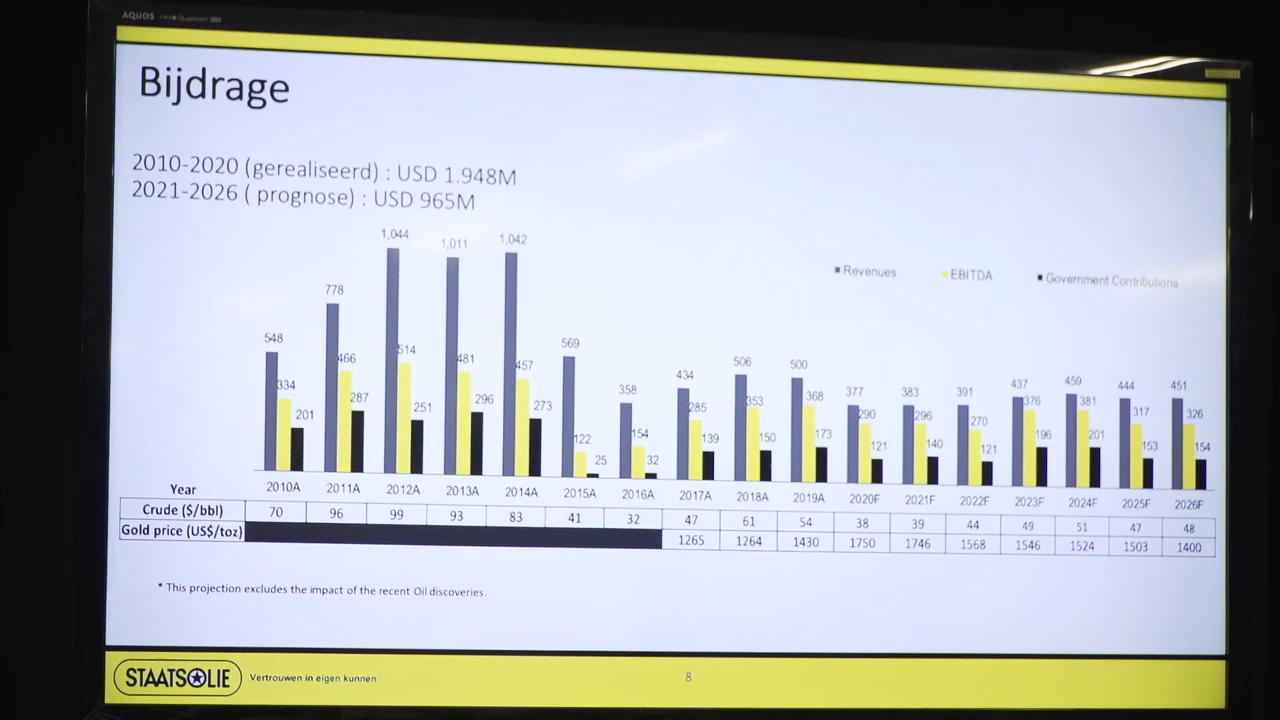 AQUOS
Bijdrage
2010-2020 (gerealiseerd) : USD 1.948M
2021-2026 ( prognose) : USD 965M
Revenues EBITDA Government Contributions
548 334 201
778 466 287
1,044 514 251
1,011 481 296
1,042 457 273
569 122 25
358 154 32
434 285 139
506 353 150
500 368 173
377 290 121
383 296 140
391 270 121
437 376 196
459 381 201
444 317 153
451 326 154
Year 2010A 2011A 2012A 2013A 2014A 2015A 2016A 2017A 2018A 2019A 2020F 2021F 2022F 2023F 2024F 2025F 2026F
Crude ($/bbl) 70 96 99 93 83 41 32 47 61 54 38 39 44 49 51 47 48
Gold price (US$/toz) 1265 1264 1430 1750 1746 1568 1546 1524 1503 1400
* This projection excludes the impact of the recent Oil discoveries.
STAATSOLIE Vertrouwen in eigen kunnen 8